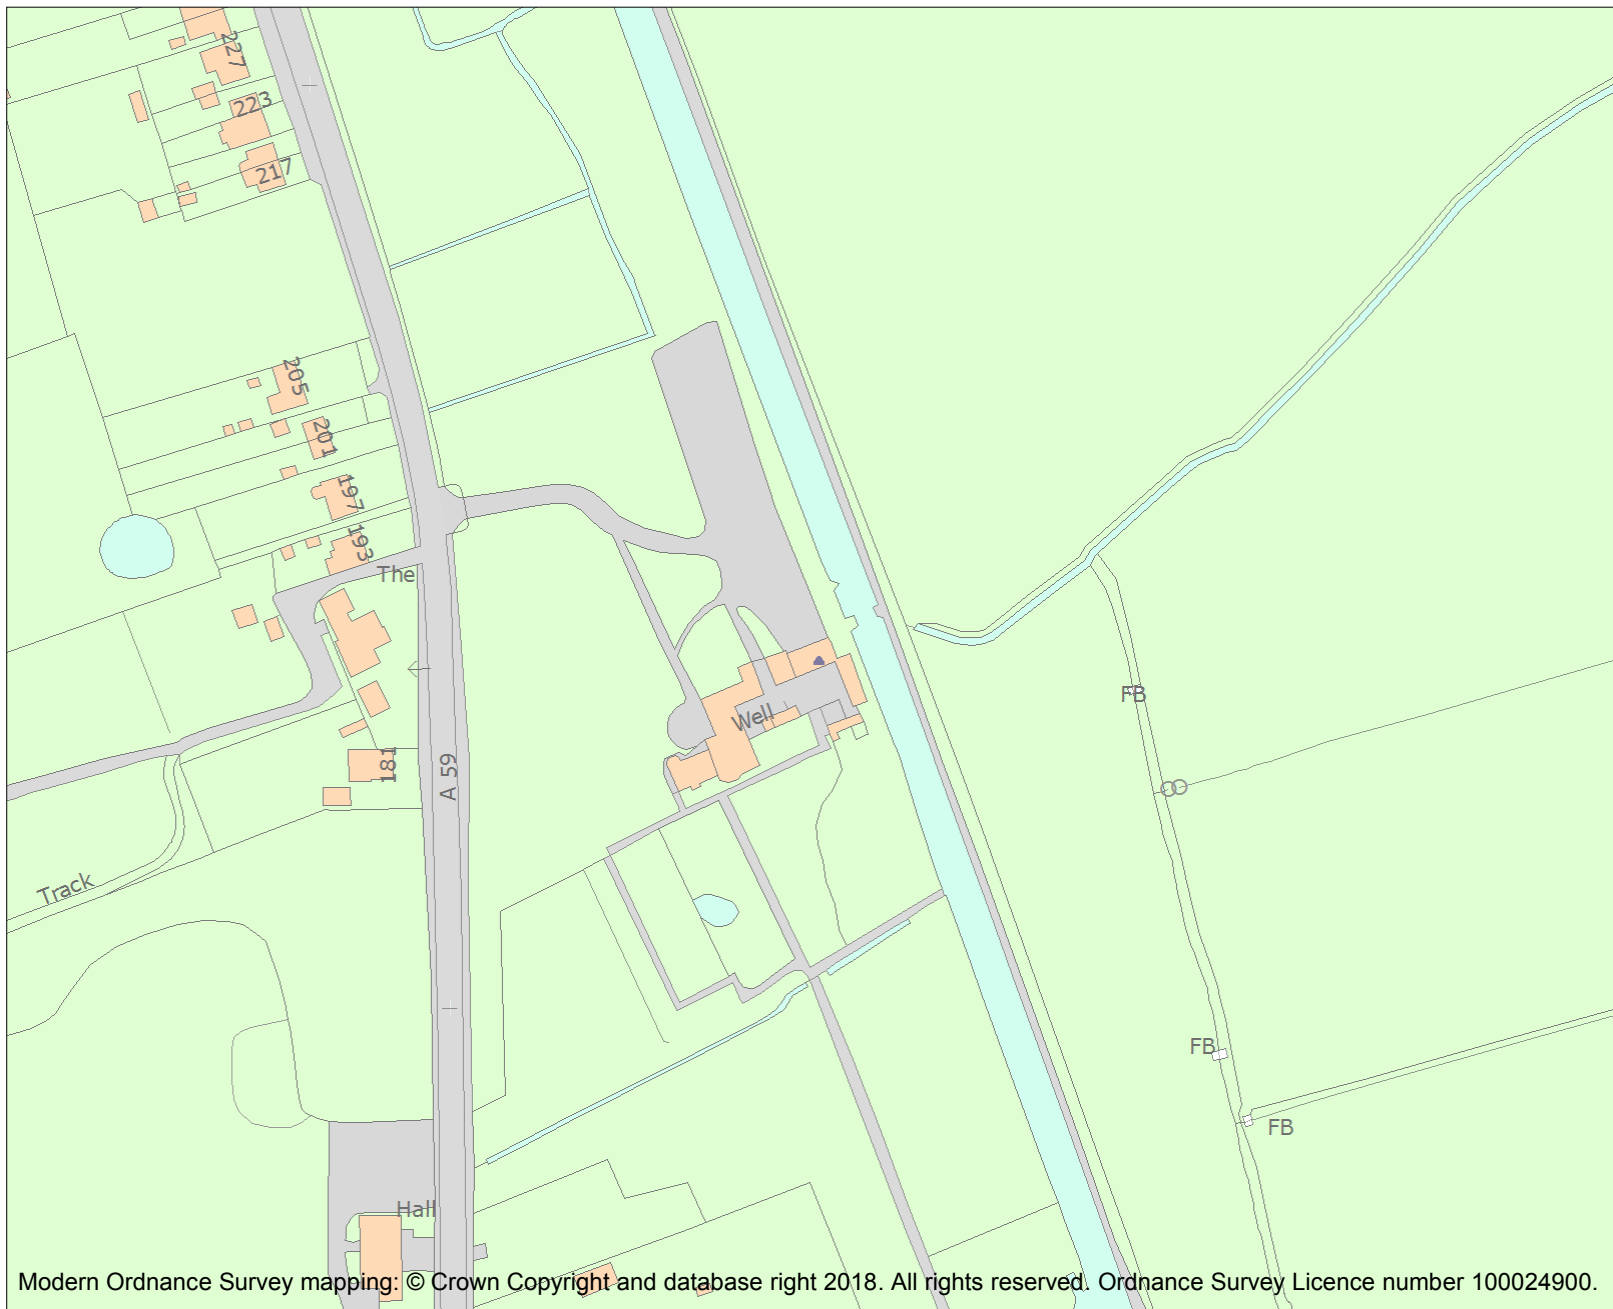 227
223
217
205
201
197
193
The
FB
Well
181
A 59
Track
FB
FB
Hall
Modern Ordnance Survey mapping: © Crown Copyright and database right 2018. All rights reserved. Ordnance Survey Licence number 100024900.